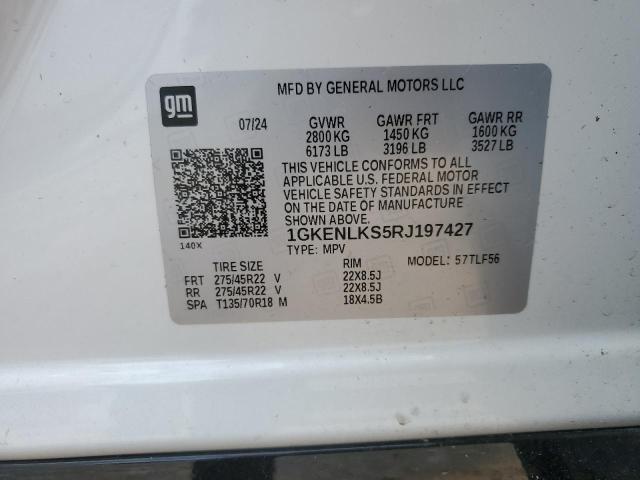 MFD BY GENERAL MOTORS LLC
gm
07/24 GVWR GAWR FRT GAWR RR
2800 KG 1450 KG 1600 KG
6173 LB 3196 LB 3527 LB
THIS VEHICLE CONFORMS TO ALL
APPLICABLE U.S. FEDERAL MOTOR
VEHICLE SAFETY STANDARDS IN EFFECT
ON THE DATE OF MANUFACTURE
SHOWN ABOVE.
1GKENLKS5RJ197427
140X
TYPE: MPV MODEL: 57TLF56
TIRE SIZE RIM
FRT 275/45R22 V 22X8.5J
RR 275/45R22 V 22X8.5J
SPA T135/70R18 M 18X4.5B